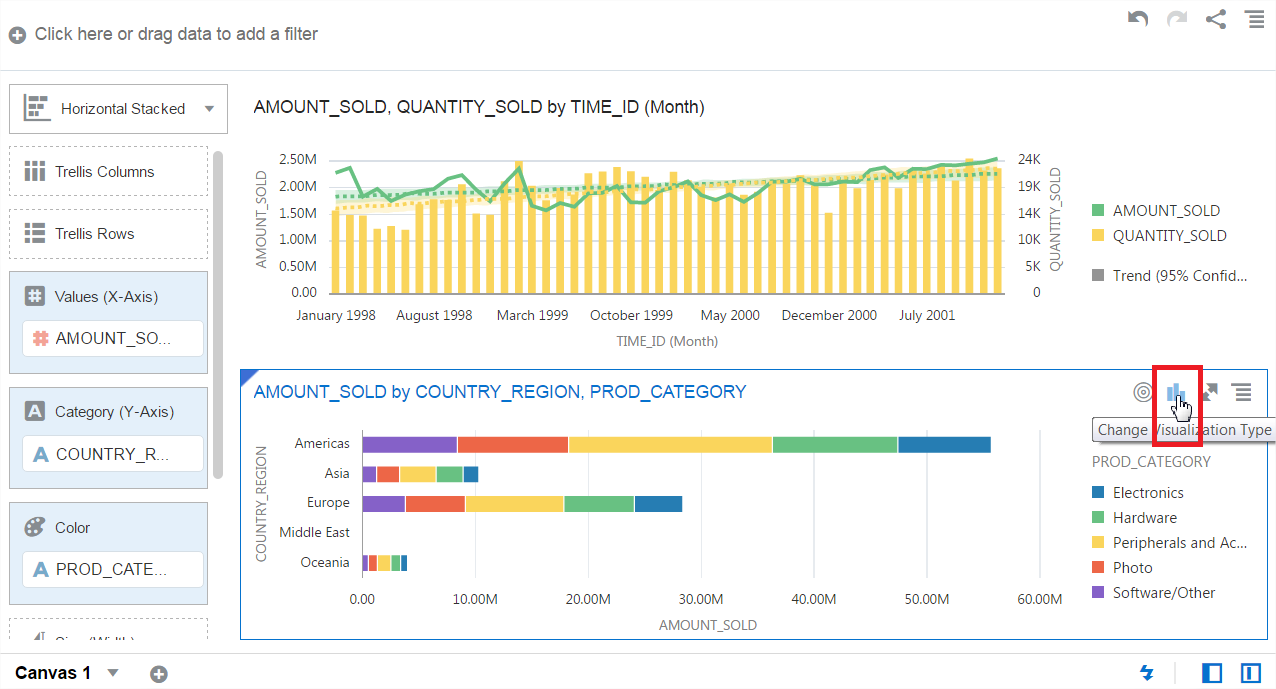 Click here or drag data to add a filter
Horizontal Stacked
Trellis Columns
Trellis Rows
Values (X-Axis)
AMOUNT_SO...
Category (Y-Axis)
A COUNTRY_R...
Color
A PROD_CATE...
AMOUNT_SOLD, QUANTITY_SOLD by TIME_ID (Month)
AMOUNT_SOLD
2.50M
2.00M
1.50M
1.00M
0.50M
0.00
24K
19K
14K
10K
5K
0
QUANTITY_SOLD
January 1998 August 1998 March 1999 October 1999 May 2000 December 2000 July 2001
TIME_ID (Month)
AMOUNT_SOLD
QUANTITY_SOLD
Trend (95% Confid...
AMOUNT_SOLD by COUNTRY_REGION, PROD_CATEGORY
Change Visualization Type
COUNTRY_REGION
Americas
Asia
Europe
Middle East
Oceania
0.00 10.00M 20.00M 30.00M 40.00M 50.00M 60.00M
AMOUNT_SOLD
PROD_CATEGORY
Electronics
Hardware
Peripherals and Ac...
Photo
Software/Other
Canvas 1